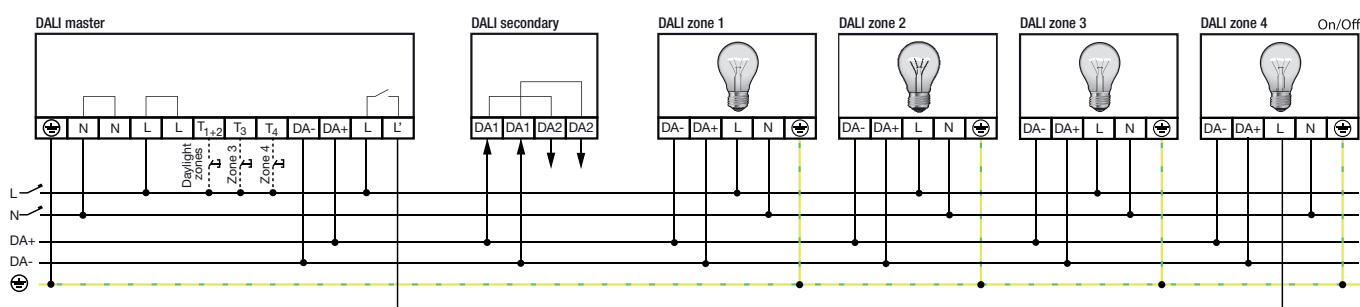 DALI master
DALI secondary
DALI zone 1
DALI zone 2
DALI zone 3
DALI zone 4
On/Off
N N L L T1+2 T3 T4 DA- DA+ L L'
DA1 DA1 DA2 DA2
DA- DA+ L N
DA- DA+ L N
DA- DA+ L N
DA- DA+ L N
Daylight
zones
Zone 3
Zone 4
L
N
DA+
DA-